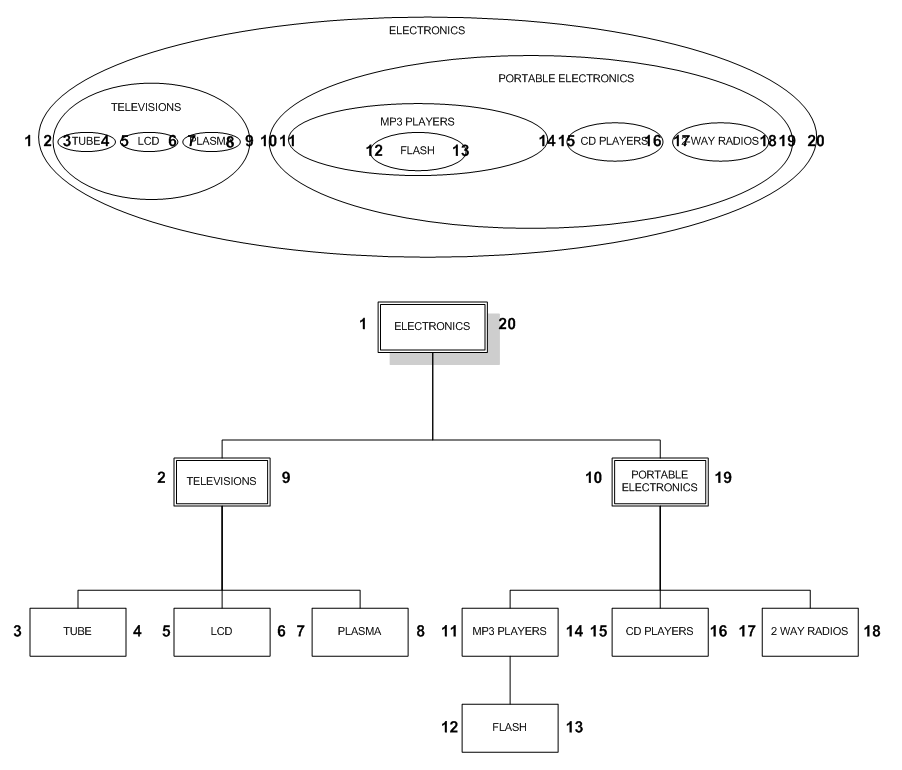 ELECTRONICS
PORTABLE ELECTRONICS
TELEVISIONS
MP3 PLAYERS
1 2 3 TUBE 4 5 LCD 6 7 PLASMA 8 9 10 11 14 15 CD PLAYERS 16 17 2-WAY RADIOS 18 19 20
12 FLASH 13
1 ELECTRONICS 20
2 TELEVISIONS 9
10 PORTABLE 19
ELECTRONICS
3 TUBE 4 5 LCD 6 7 PLASMA 8 11 MP3 PLAYERS 14 15 CD PLAYERS 16 17 2 WAY RADIOS 18
12 FLASH 13